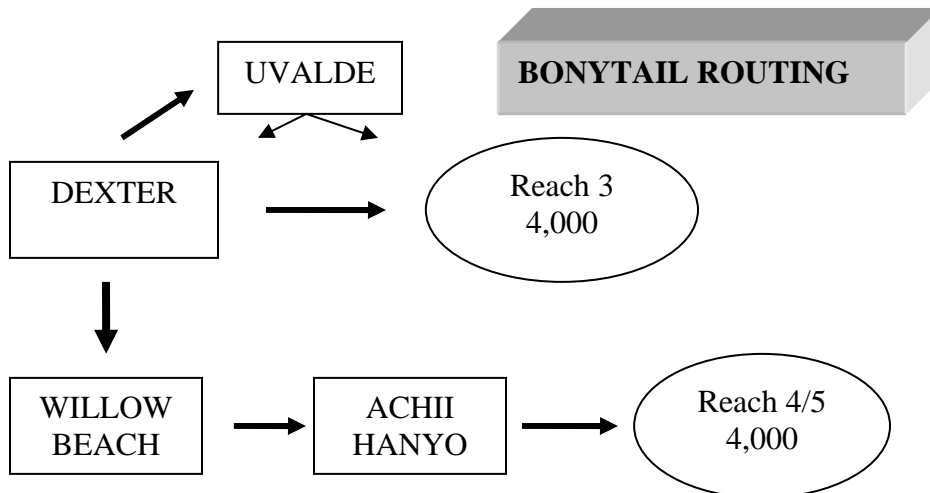 UVALDE
BONYTAIL ROUTING
DEXTER
Reach 3
4,000
WILLOW
BEACH
ACHII
HANYO
Reach 4/5
4,000